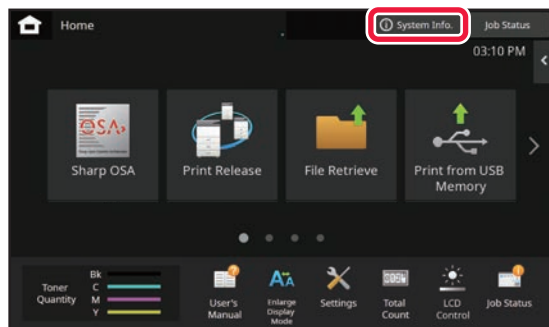 Home
System Info.
Job Status
03:10 PM
OSA
Sharp OSA
Print Release
File Retrieve
Print from USB
Memory
Toner
Quantity
Bk
C
M
Y
User's
Manual
Enlarge
Display
Mode
Settings
Total
Count
LCD
Control
Job Status